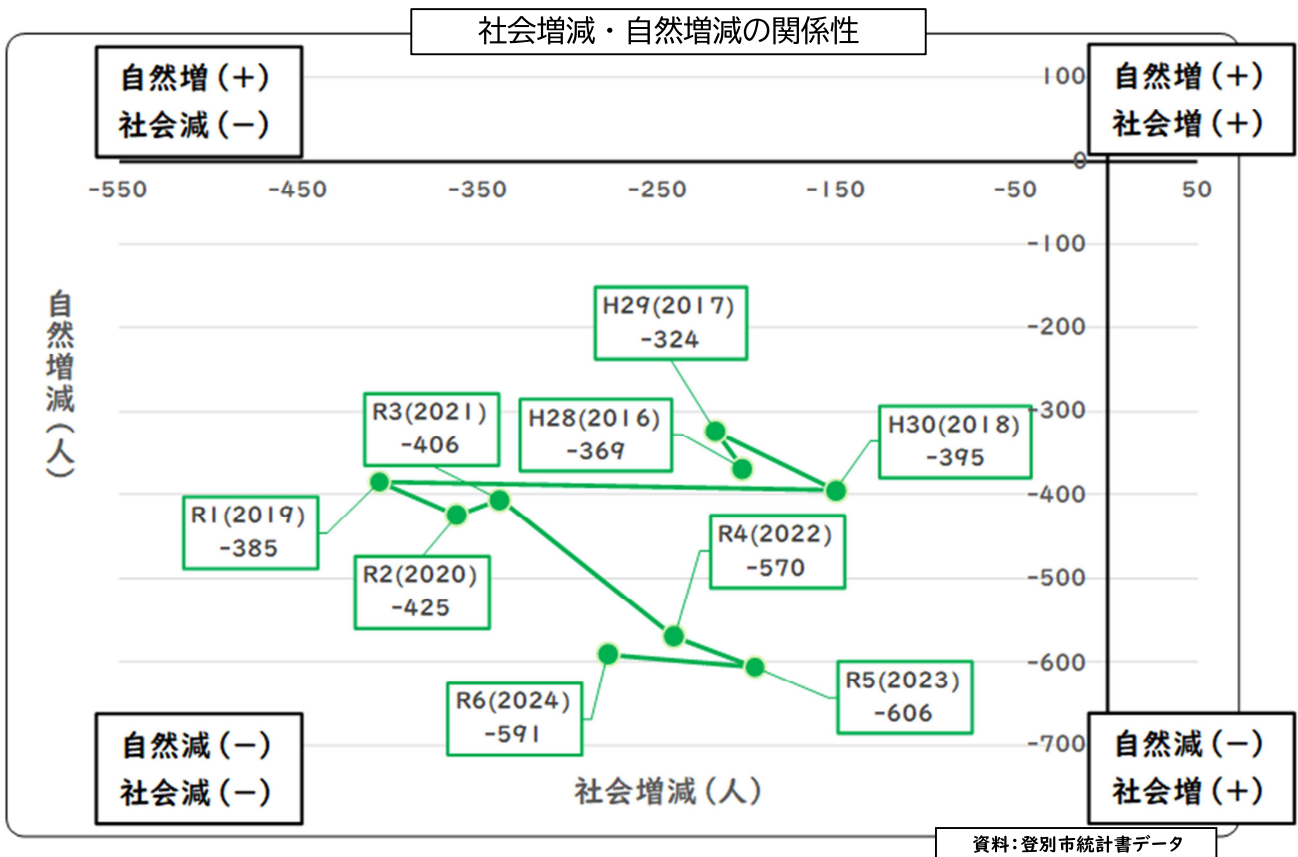 社会増減・自然増減の関係性
自然増(+)
社会減(-)
自然増(+)
社会増(+)
100
0
-550
-450
-350
-250
-150
-50
50
-100
-200
-300
-400
-500
-600
-700
自然増減(人)
H29(2017)
-324
R3(2021)
-406
H28(2016)
-369
H30(2018)
-395
R1(2019)
-385
R4(2022)
-570
R2(2020)
-425
R5(2023)
-606
R6(2024)
-591
自然減(-)
社会減(-)
社会増減(人)
自然減(-)
社会増(+)
資料:登別市統計書データ